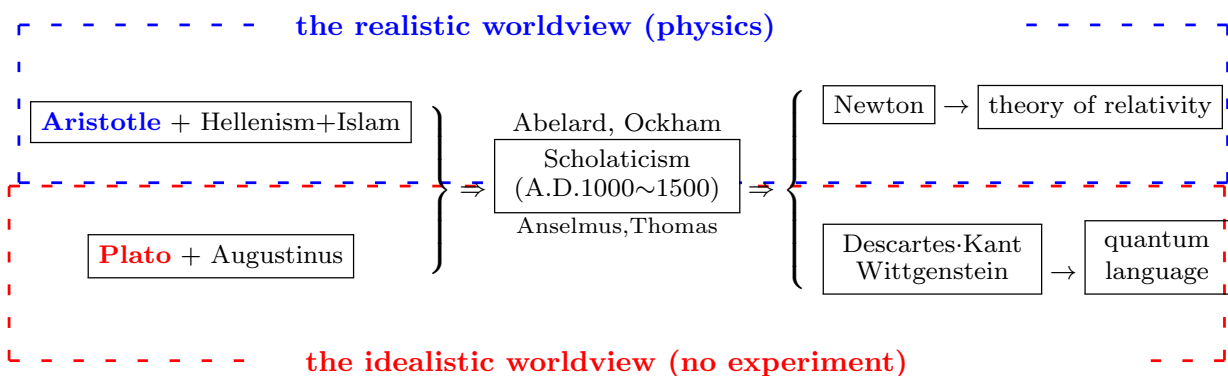 the realistic worldview (physics)
Aristotle + Hellenism+Islam
Plato + Augustinus
⇒
Abelard, Ockham
Scholaticism
(A.D.1000~1500)
Anselmus,Thomas
⇒
Newton → theory of relativity
Descartes·Kant
Wittgenstein
→
quantum
language
the idealistic worldview (no experiment)